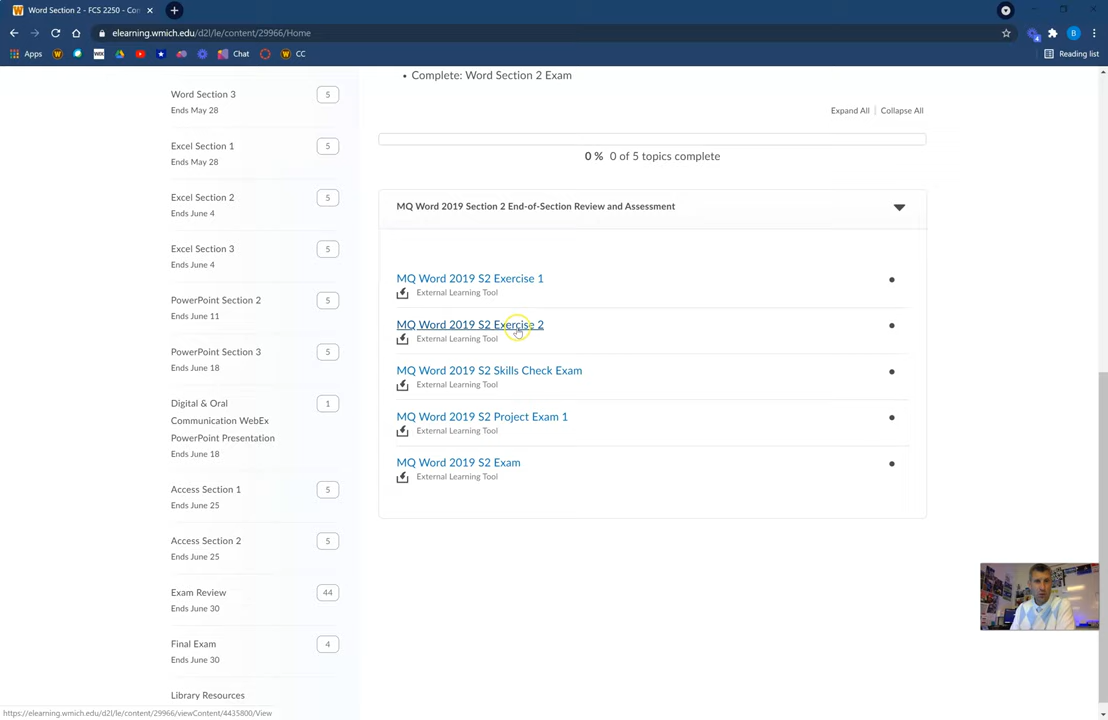 Word Section 2 - FCS 2250 - Con
elearning.wmich.edu/d2l/le/content/29966/Home
Apps
WIX
Chat
CC
Reading list
• Complete: Word Section 2 Exam
Expand All | Collapse All
0 % 0 of 5 topics complete
MQ Word 2019 Section 2 End-of-Section Review and Assessment
MQ Word 2019 S2 Exercise 1
External Learning Tool
MQ Word 2019 S2 Exercise 2
External Learning Tool
MQ Word 2019 S2 Skills Check Exam
External Learning Tool
MQ Word 2019 S2 Project Exam 1
External Learning Tool
MQ Word 2019 S2 Exam
External Learning Tool
Word Section 3 5
Ends May 28
Excel Section 1 5
Ends May 28
Excel Section 2 5
Ends June 4
Excel Section 3 5
Ends June 4
PowerPoint Section 2 5
Ends June 11
PowerPoint Section 3 5
Ends June 18
Digital & Oral 1
Communication WebEx
PowerPoint Presentation
Ends June 18
Access Section 1 5
Ends June 25
Access Section 2 5
Ends June 25
Exam Review 44
Ends June 30
Final Exam 4
Ends June 30
Library Resources
https://elearning.wmich.edu/d2l/le/content/29966/viewContent/4435800/View